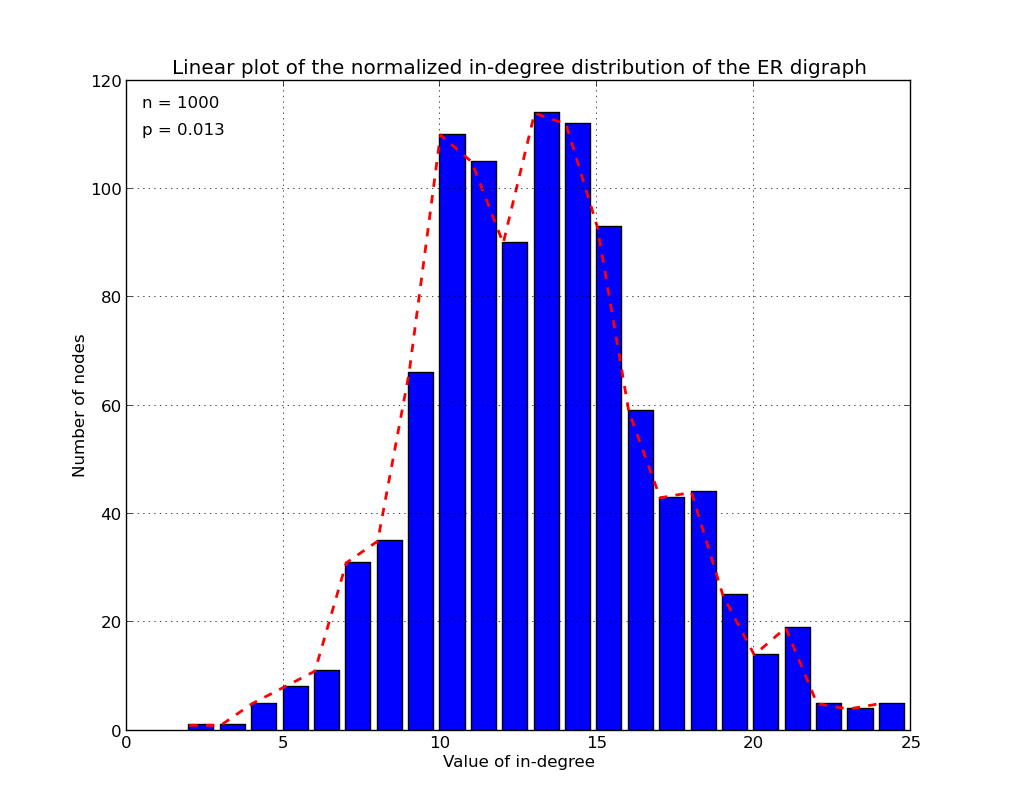 Linear plot of the normalized in-degree distribution of the ER digraph
n = 1000
p = 0.013
120
100
80
60
40
20
0
Number of nodes
0 5 10 15 20 25
Value of in-degree